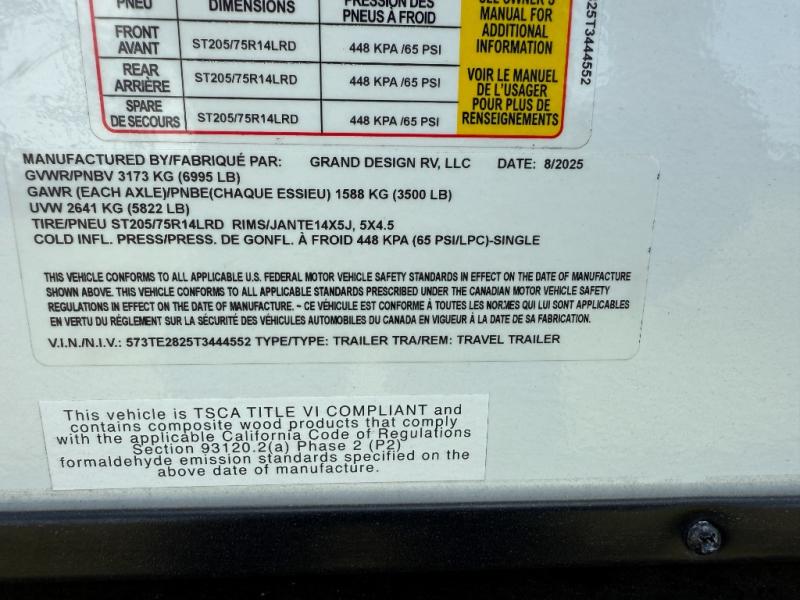 PNEU DIMENSIONS PRESSION DES
PNEUS À FROID
FRONT
AVANT ST205/75R14LRD 448 KPA /65 PSI
REAR
ARRIÈRE ST205/75R14LRD 448 KPA /65 PSI
SPARE
DE SECOURS ST205/75R14LRD 448 KPA /65 PSI
SEE OWNER'S
MANUAL FOR
ADDITIONAL
INFORMATION
VOIR LE MANUEL
DE L'USAGER
POUR PLUS DE
RENSEIGNEMENTS
25T3444552
MANUFACTURED BY/FABRIQUÉ PAR: GRAND DESIGN RV, LLC DATE: 8/2025
GVWR/PNBV 3173 KG (6995 LB)
GAWR (EACH AXLE)/PNBE(CHAQUE ESSIEU) 1588 KG (3500 LB)
UVW 2641 KG (5822 LB)
TIRE/PNEU ST205/75R14LRD RIMS/JANTE14X5J, 5X4.5
COLD INFL. PRESS/PRESS. DE GONFL. À FROID 448 KPA (65 PSI/LPC)-SINGLE
THIS VEHICLE CONFORMS TO ALL APPLICABLE U.S. FEDERAL MOTOR VEHICLE SAFETY STANDARDS IN EFFECT ON THE DATE OF MANUFACTURE
SHOWN ABOVE. THIS VEHICLE CONFORMS TO ALL APPLICABLE STANDARDS PRESCRIBED UNDER THE CANADIAN MOTOR VEHICLE SAFETY
REGULATIONS IN EFFECT ON THE DATE OF MANUFACTURE. ~ CE VÉHICULE EST CONFORME À TOUTES LES NORMES QUI LUI SONT APPLICABLES
EN VERTU DU RÉGLEMENT SUR LA SÉCURITÉ DES VÉHICULES AUTOMOBILES DU CANADA EN VIGUEUR À LA DATE DE SA FABRICATION.
V.I.N./N.I.V.: 573TE2825T3444552 TYPE/TYPE: TRAILER TRA/REM: TRAVEL TRAILER
This vehicle is TSCA TITLE VI COMPLIANT and
contains composite wood products that comply
with the applicable California Code of Regulations
Section 93120.2(a) Phase 2 (P2)
formaldehyde emission standards specified on the
above date of manufacture.